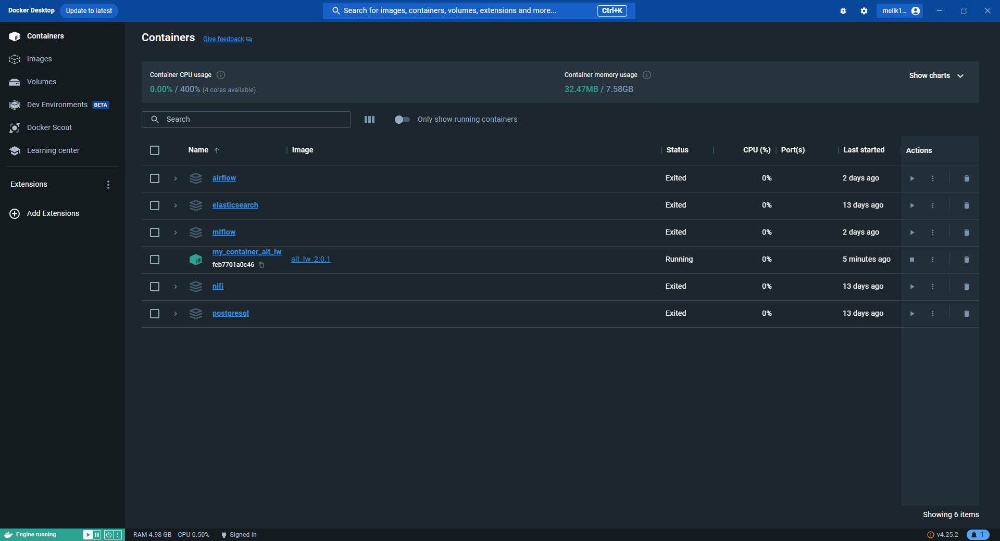 Docker Desktop
Update to latest
Search for images, containers, volumes, extensions and more...
Ctrl+K
melik1...
Containers
Images
Volumes
Dev Environments BETA
Docker Scout
Learning center
Extensions
Add Extensions
Containers Give feedback
Container CPU usage
0.00% / 400% (4 cores available)
Container memory usage
32.47MB / 7.58GB
Show charts
Search
Only show running containers
Name Image Status CPU (%) Port(s) Last started Actions
airflow Exited 0% 2 days ago
elasticsearch Exited 0% 13 days ago
mlflow Exited 0% 2 days ago
my_container_ait_lw
feb7701a0c46
ait_lw_2:0.1 Running 0% 5 minutes ago
nifi Exited 0% 13 days ago
postgresql Exited 0% 13 days ago
Showing 6 items
Engine running
RAM 4.98 GB CPU 0.50% Signed in
v4.25.2
1